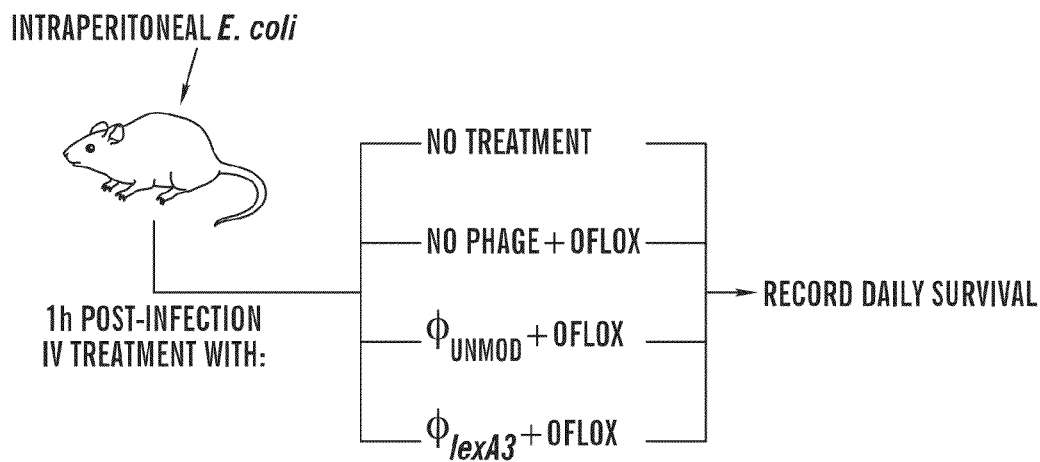 INTRAPERITONEAL E. coli
NO TREATMENT
NO PHAGE + OFLOX
1h POST-INFECTION
IV TREATMENT WITH:
ϕUNMOD + OFLOX
ϕlexA3 + OFLOX
RECORD DAILY SURVIVAL